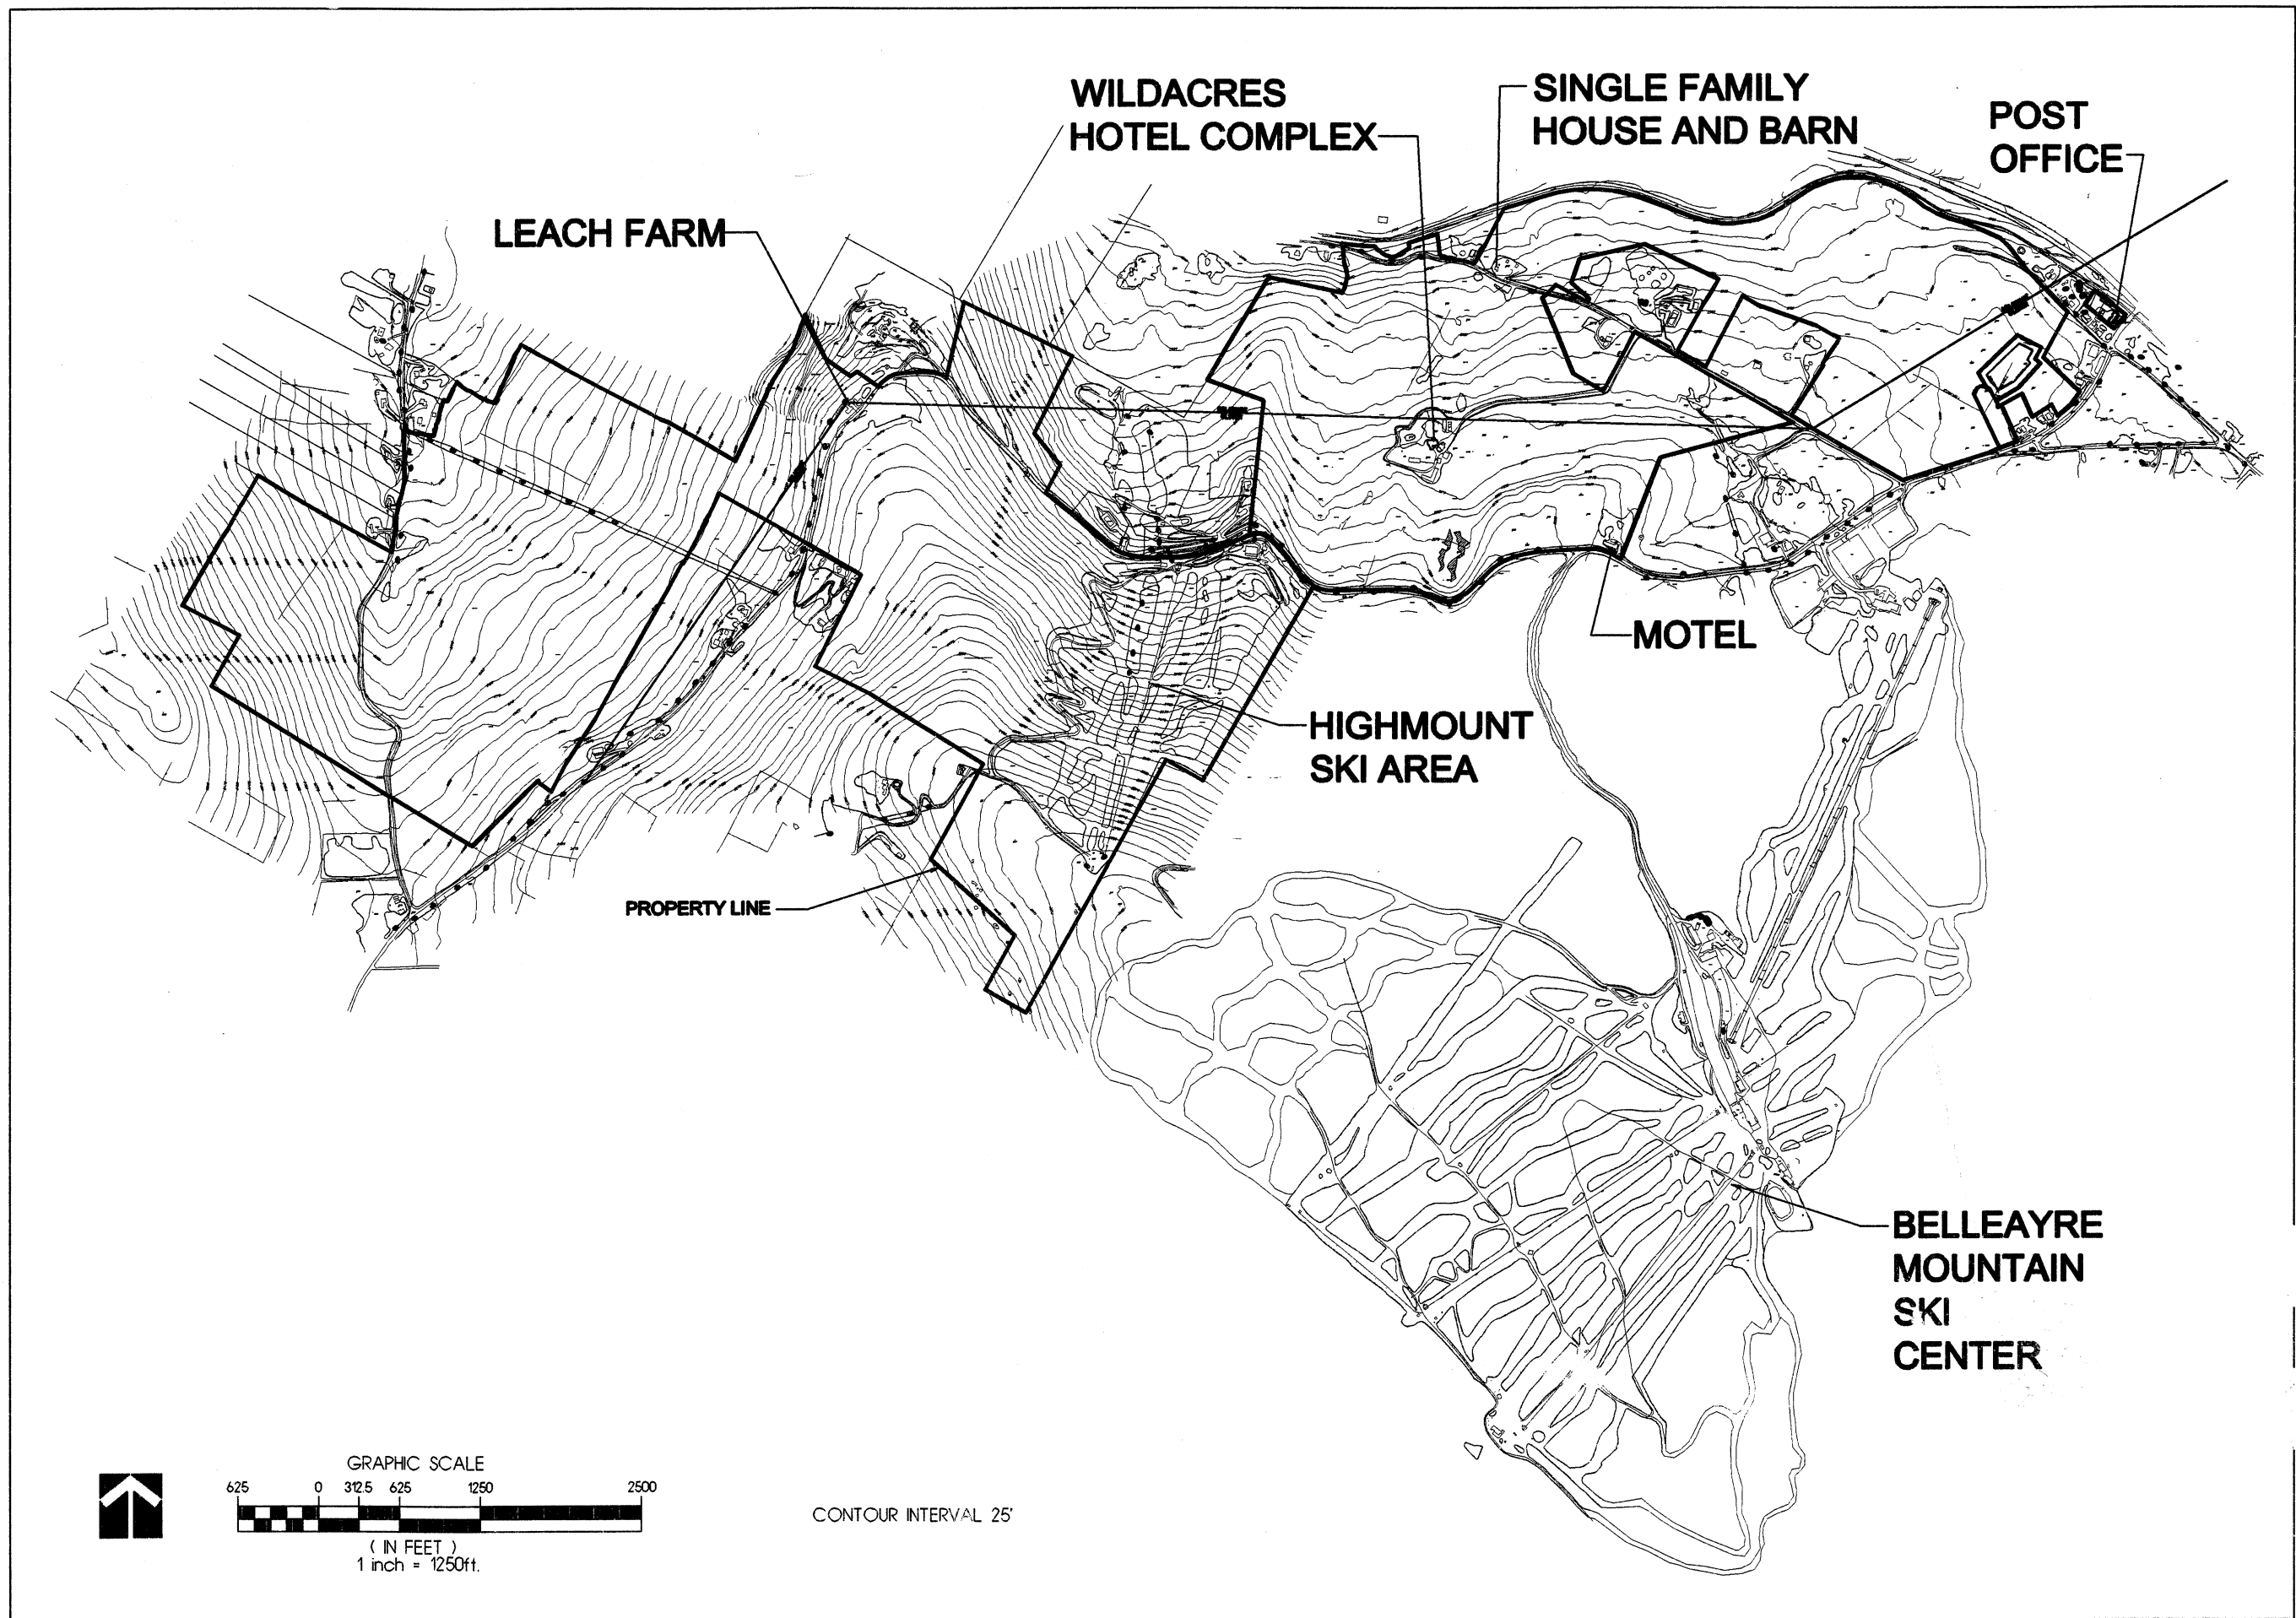 WILDACRES
HOTEL COMPLEX
SINGLE FAMILY
HOUSE AND BARN
POST
OFFICE
LEACH FARM
MOTEL
HIGHMOUNT
SKI AREA
PROPERTY LINE
BELLEAYRE
MOUNTAIN
SKI
CENTER
GRAPHIC SCALE
625 0 312.5 625 1250 2500
( IN FEET )
1 inch = 1250ft.
CONTOUR INTERVAL 25'